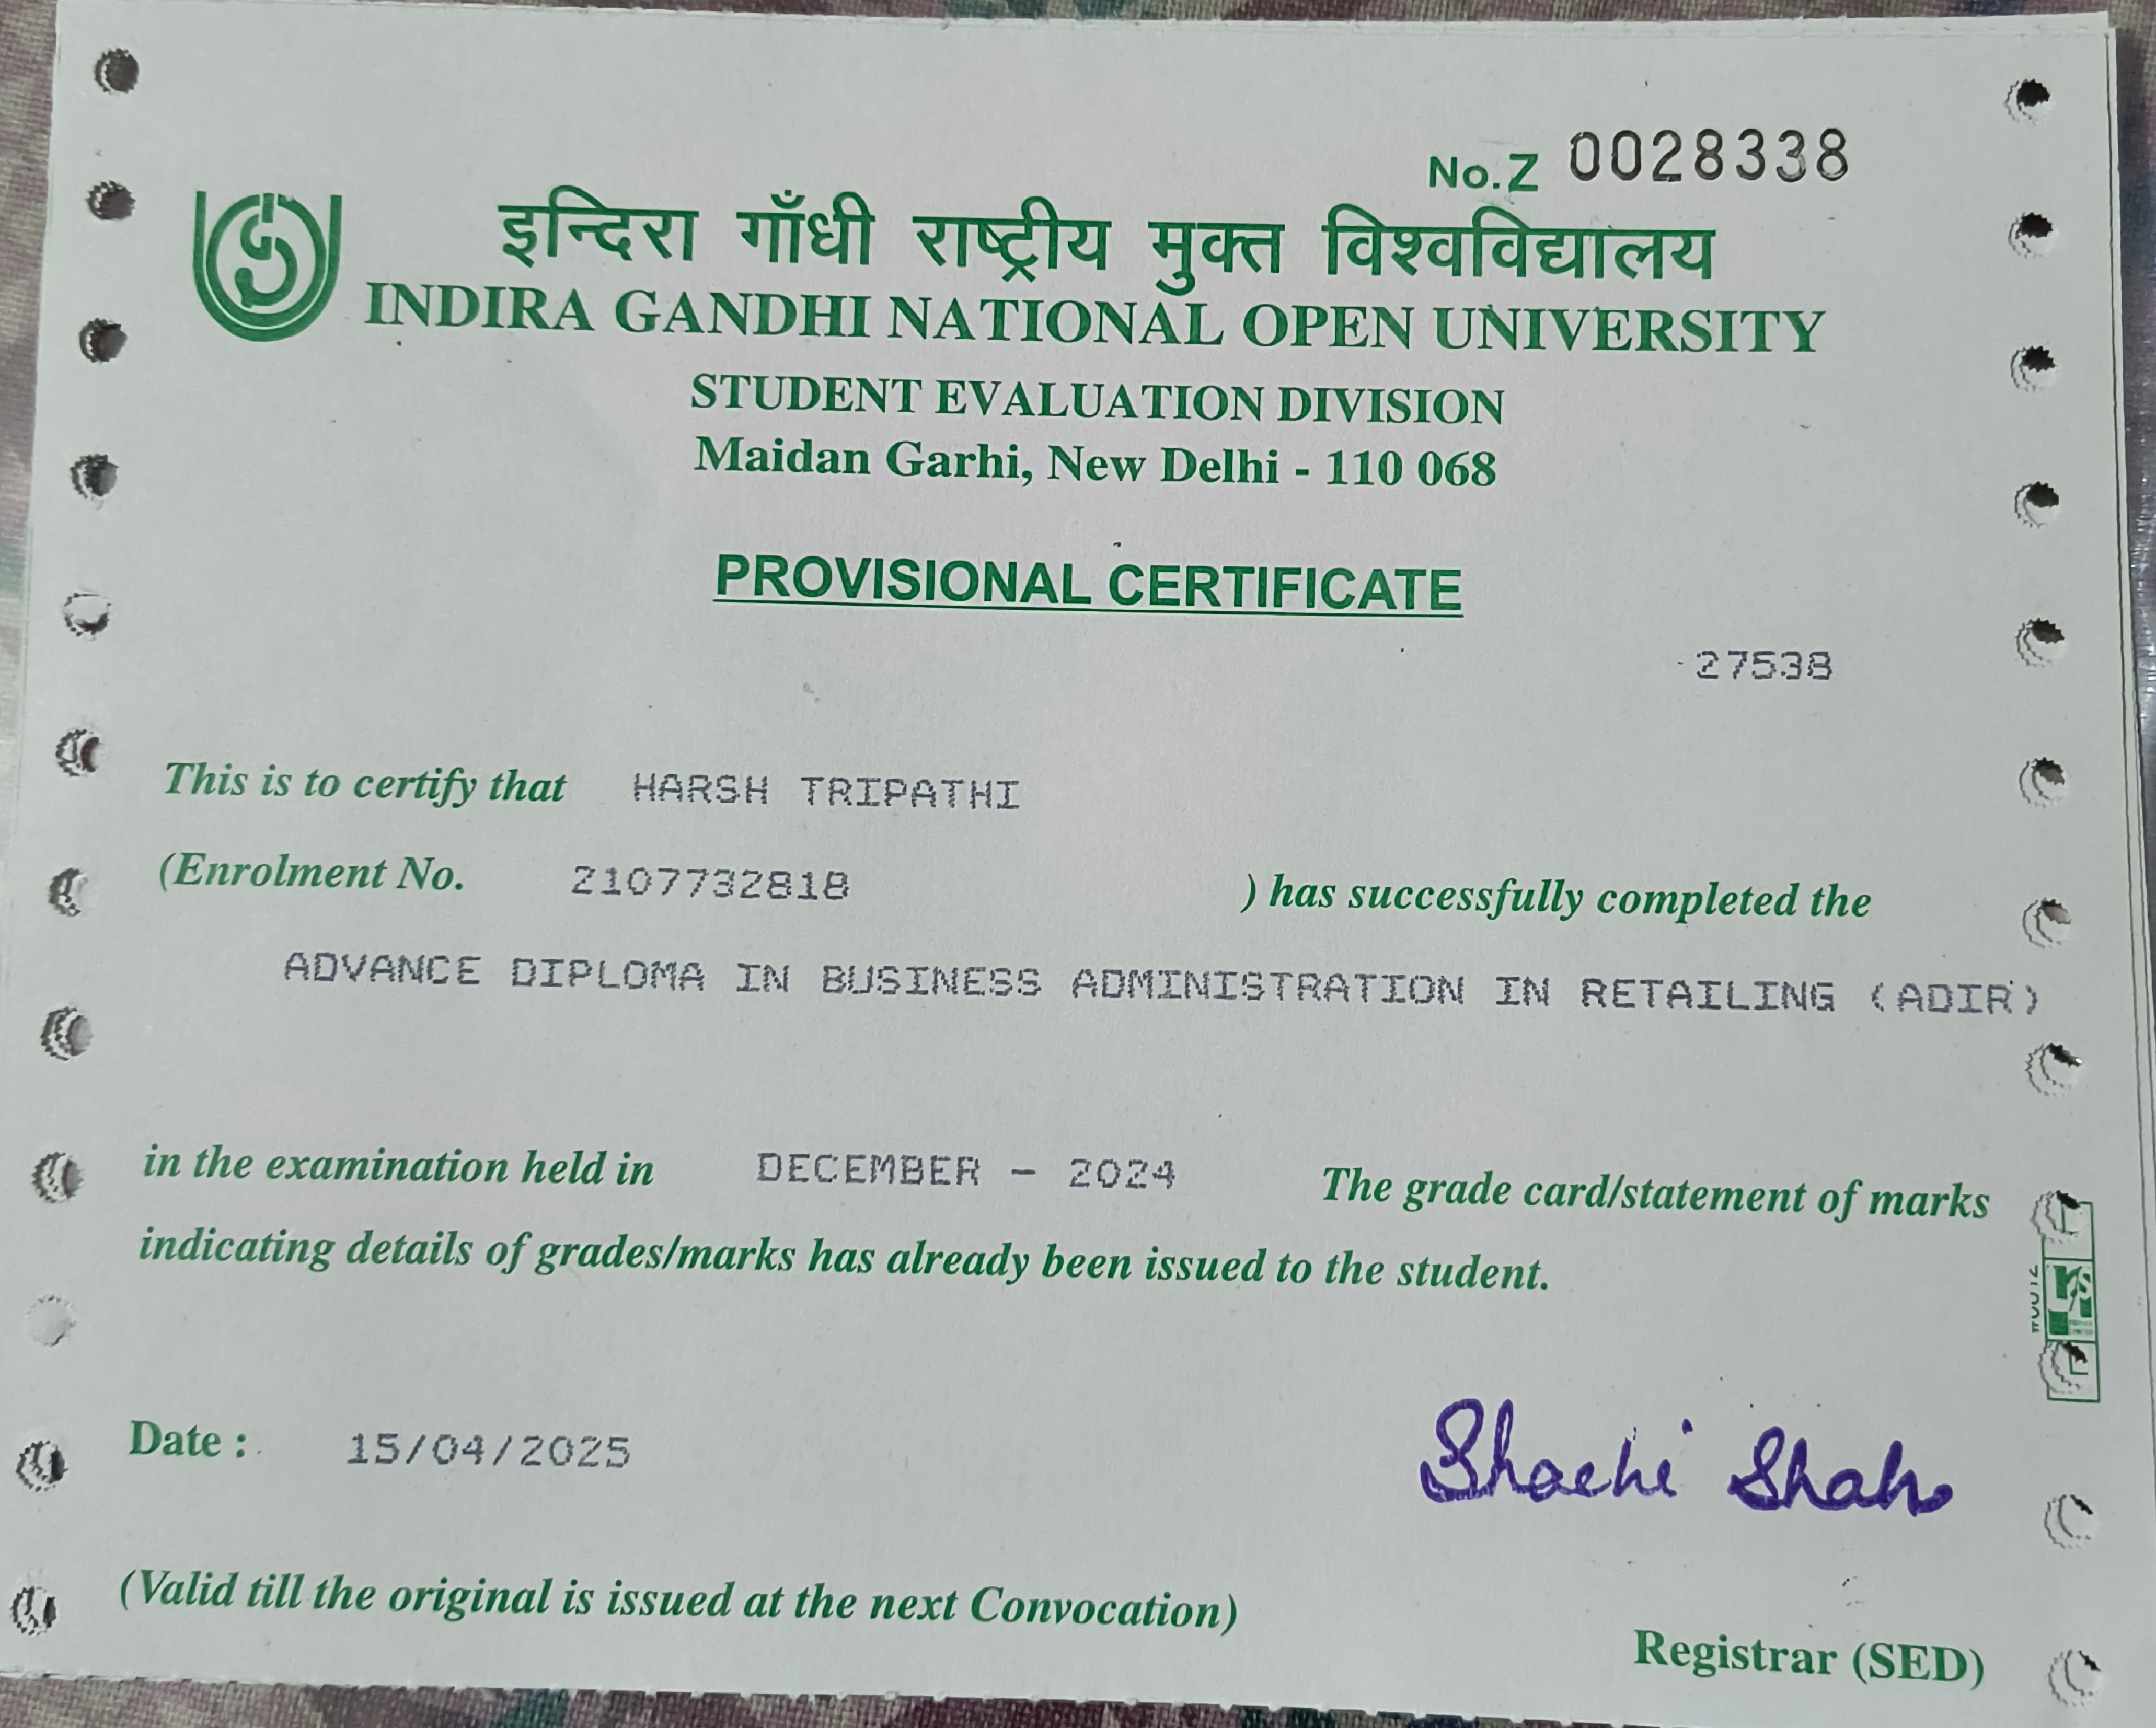 No.Z 0028338
इन्दिरा गाँधी राष्ट्रीय मुक्त विश्वविद्यालय
INDIRA GANDHI NATIONAL OPEN UNIVERSITY
STUDENT EVALUATION DIVISION
Maidan Garhi, New Delhi - 110 068
PROVISIONAL CERTIFICATE
27538
This is to certify that HARSH TRIPATHI
(Enrolment No. 2107732818 ) has successfully completed the
ADVANCE DIPLOMA IN BUSINESS ADMINISTRATION IN RETAILING (ADIR)
in the examination held in DECEMBER - 2024 The grade card/statement of marks
indicating details of grades/marks has already been issued to the student.
Date : 15/04/2025
Shachi Shah
(Valid till the original is issued at the next Convocation)
Registrar (SED)